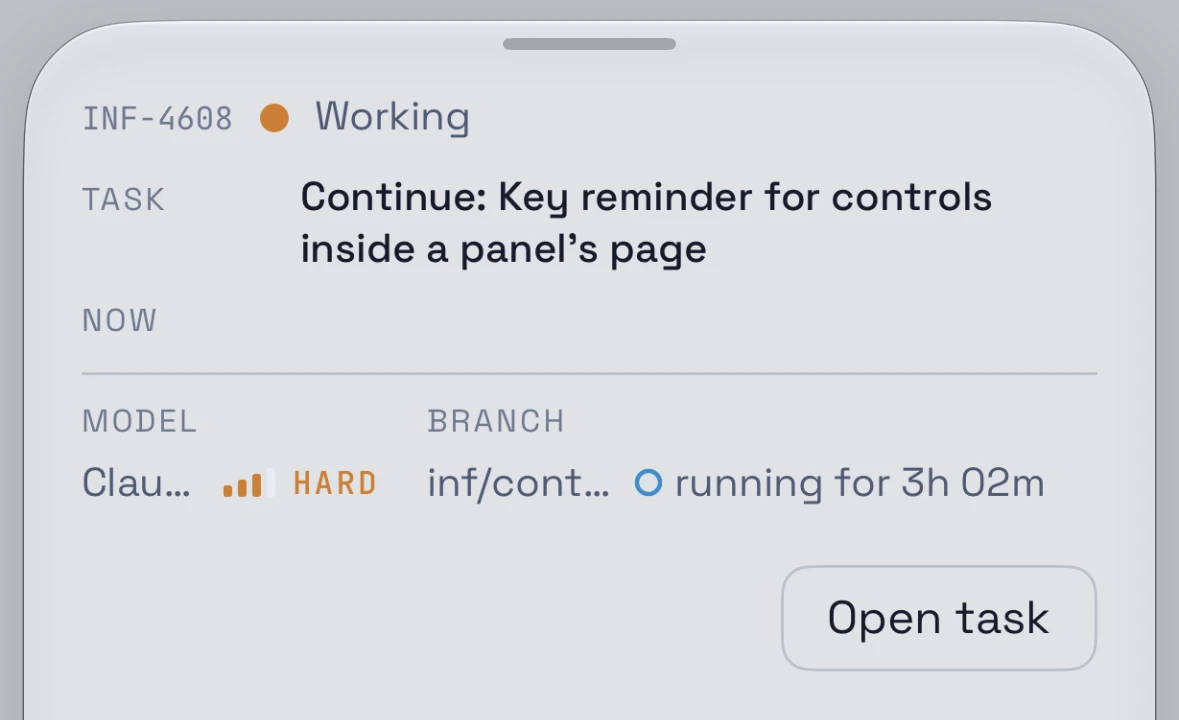 INF-4608 Working
TASK Continue: Key reminder for controls
inside a panel’s page
NOW
MODEL BRANCH
Clau... HARD inf/cont... running for 3h 02m
Open task